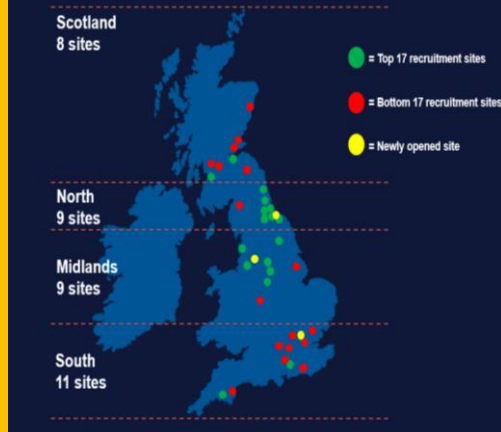 Scotland
8 sites
= Top 17 recruitment sites
= Bottom 17 recruitment sites
= Newly opened site
North
9 sites
Midlands
9 sites
South
11 sites